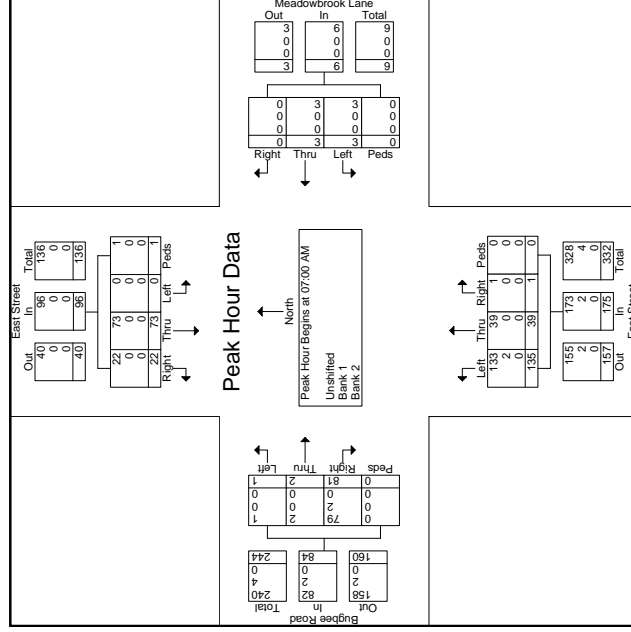 Meadowbrook Lane
Out In Total
3 6 9
0 0 0
0 0 0
3 6 9
0 3 3 0
0 0 0 0
0 0 0 0
0 3 3 0
Right Thru Left Peds
East Street
Out In Total
40 96 136
0 0 0
0 0 0
40 96 136
22 73 0 1
0 0 0 0
0 0 0 0
22 73 0 1
Right Thru Left Peds
Peak Hour Data
North
Peak Hour Begins at 07:00 AM
Unshifted
Bank 1
Bank 2
Left Thru Right Peds
133 39 1 0
2 0 0 0
0 0 0 0
135 39 1 0
155 173 328
2 2 4
0 0 0
157 175 332
Out In Total
East Street
Left Thru Right Peds
1 2 81 0
0 0 0 0
0 0 2 0
1 2 79 0
244 84 160
0 0 0
4 2 2
240 82 158
Total In Out
Bugbee Road